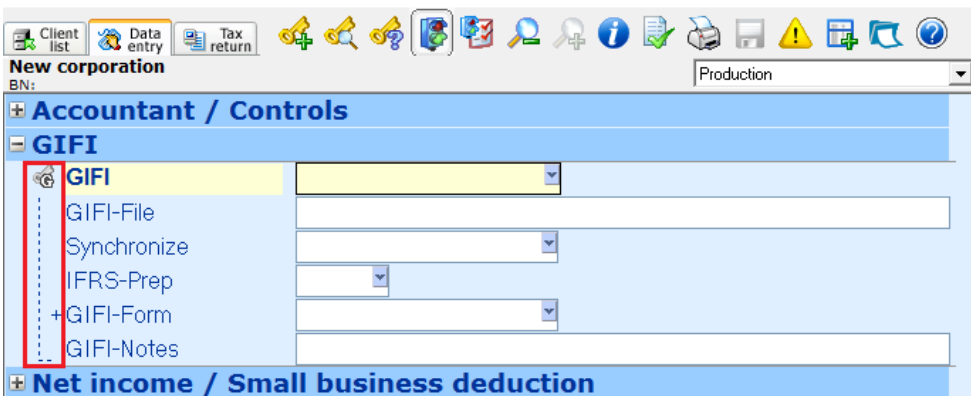 Client list
Data entry
Tax return
New corporation
BN:
Production
Accountant / Controls
GIFI
GIFI
GIFI-File
Synchronize
IFRS-Prep
+GIFI-Form
GIFI-Notes
Net income / Small business deduction